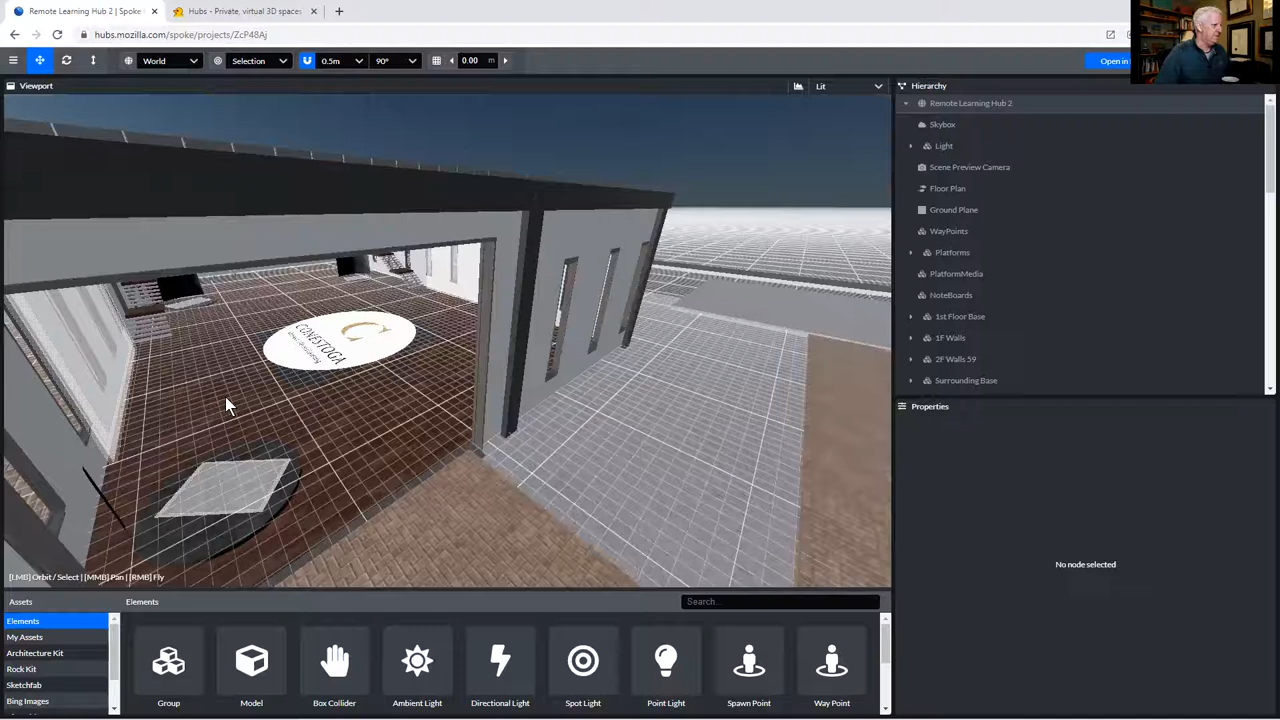 Remote Learning Hub 2 | Spoke
Hubs - Private, virtual 3D spaces
hubs.mozilla.com/spoke/projects/ZcP48Aj
World
Selection
0.5m
90°
0.00 m
Open in
Viewport
Lit
Hierarchy
Remote Learning Hub 2
Skybox
Light
Scene Preview Camera
Floor Plan
Ground Plane
WayPoints
Platforms
PlatformMedia
NoteBoards
1st Floor Base
1F Walls
2F Walls 59
Surrounding Base
CONESTOGA
Properties
No node selected
[LMB] Orbit / Select | [MMB] Pan | [RMB] Fly
Assets
Elements
Search...
Elements
My Assets
Architecture Kit
Rock Kit
Sketchfab
Bing Images
Group
Model
Box Collider
Ambient Light
Directional Light
Spot Light
Point Light
Spawn Point
Way Point